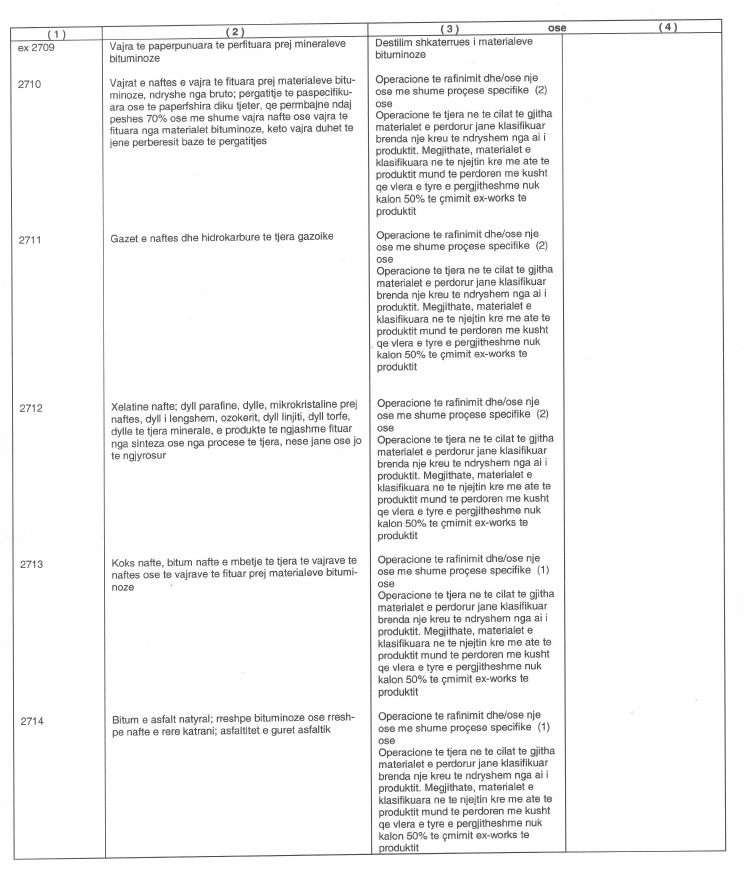 ( 1 ) ( 2 ) ( 3 ) ose ( 4 )
ex 2709 Vajra te paperpunuara te perfituara prej mineraleve
bituminoze
Destilim shkaterrues i materialeve
bituminoze
2710 Vajrat e naftes e vajra te fituara prej materialeve bitu-
minoze, ndryshe nga bruto; pergatitje te paspecifiku-
ara ose te paperfshira diku tjeter, qe permbajne ndaj
peshes 70% ose me shume vajra nafte ose vajra te
fituara nga materialet bituminoze, keto vajra duhet te
jene perberesit baze te pergatitjes
Operacione te rafinimit dhe/ose nje
ose me shume proçese specifike (2)
ose
Operacione te tjera ne te cilat te gjitha
materialet e perdorur jane klasifikuar
brenda nje kreu te ndryshem nga ai i
produktit. Megjithate, materialet e
klasifikuara ne te njejtin kre me ate te
produktit mund te perdoren me kusht
qe vlera e tyre e pergjitheshme nuk
kalon 50% te çmimit ex-works te
produktit
2711 Gazet e naftes dhe hidrokarbure te tjera gazoike
Operacione te rafinimit dhe/ose nje
ose me shume proçese specifike (2)
ose
Operacione te tjera ne te cilat te gjitha
materialet e perdorur jane klasifikuar
brenda nje kreu te ndryshem nga ai i
produktit. Megjithate, materialet e
klasifikuara ne te njejtin kre me ate te
produktit mund te perdoren me kusht
qe vlera e tyre e pergjitheshme nuk
kalon 50% te çmimit ex-works te
produktit
2712 Xelatine nafte; dyll parafine, dylle, mikrokristaline prej
naftes, dyll i lengshem, ozokerit, dyll linjiti, dyll torfe,
dylle te tjera minerale, e produkte te ngjashme fituar
nga sinteza ose nga procese te tjera, nese jane ose jo
te ngjyrosur
Operacione te rafinimit dhe/ose nje
ose me shume proçese specifike (2)
ose
Operacione te tjera ne te cilat te gjitha
materialet e perdorur jane klasifikuar
brenda nje kreu te ndryshem nga ai i
produktit. Megjithate, materialet e
klasifikuara ne te njejtin kre me ate te
produktit mund te perdoren me kusht
qe vlera e tyre e pergjitheshme nuk
kalon 50% te çmimit ex-works te
produktit
2713 Koks nafte, bitum nafte e mbetje te tjera te vajrave te
naftes ose te vajrave te fituar prej materialeve bitumi-
noze
Operacione te rafinimit dhe/ose nje
ose me shume proçese specifike (1)
ose
Operacione te tjera ne te cilat te gjitha
materialet e perdorur jane klasifikuar
brenda nje kreu te ndryshem nga ai i
produktit. Megjithate, materialet e
klasifikuara ne te njejtin kre me ate te
produktit mund te perdoren me kusht
qe vlera e tyre e pergjitheshme nuk
kalon 50% te çmimit ex-works te
produktit
2714 Bitum e asfalt natyral; rreshpe bituminoze ose rresh-
pe nafte e rere katrani; asfaltitet e guret asfaltik
Operacione te rafinimit dhe/ose nje
ose me shume proçese specifike (1)
ose
Operacione te tjera ne te cilat te gjitha
materialet e perdorur jane klasifikuar
brenda nje kreu te ndryshem nga ai i
produktit. Megjithate, materialet e
klasifikuara ne te njejtin kre me ate te
produktit mund te perdoren me kusht
qe vlera e tyre e pergjitheshme nuk
kalon 50% te çmimit ex-works te
produktit